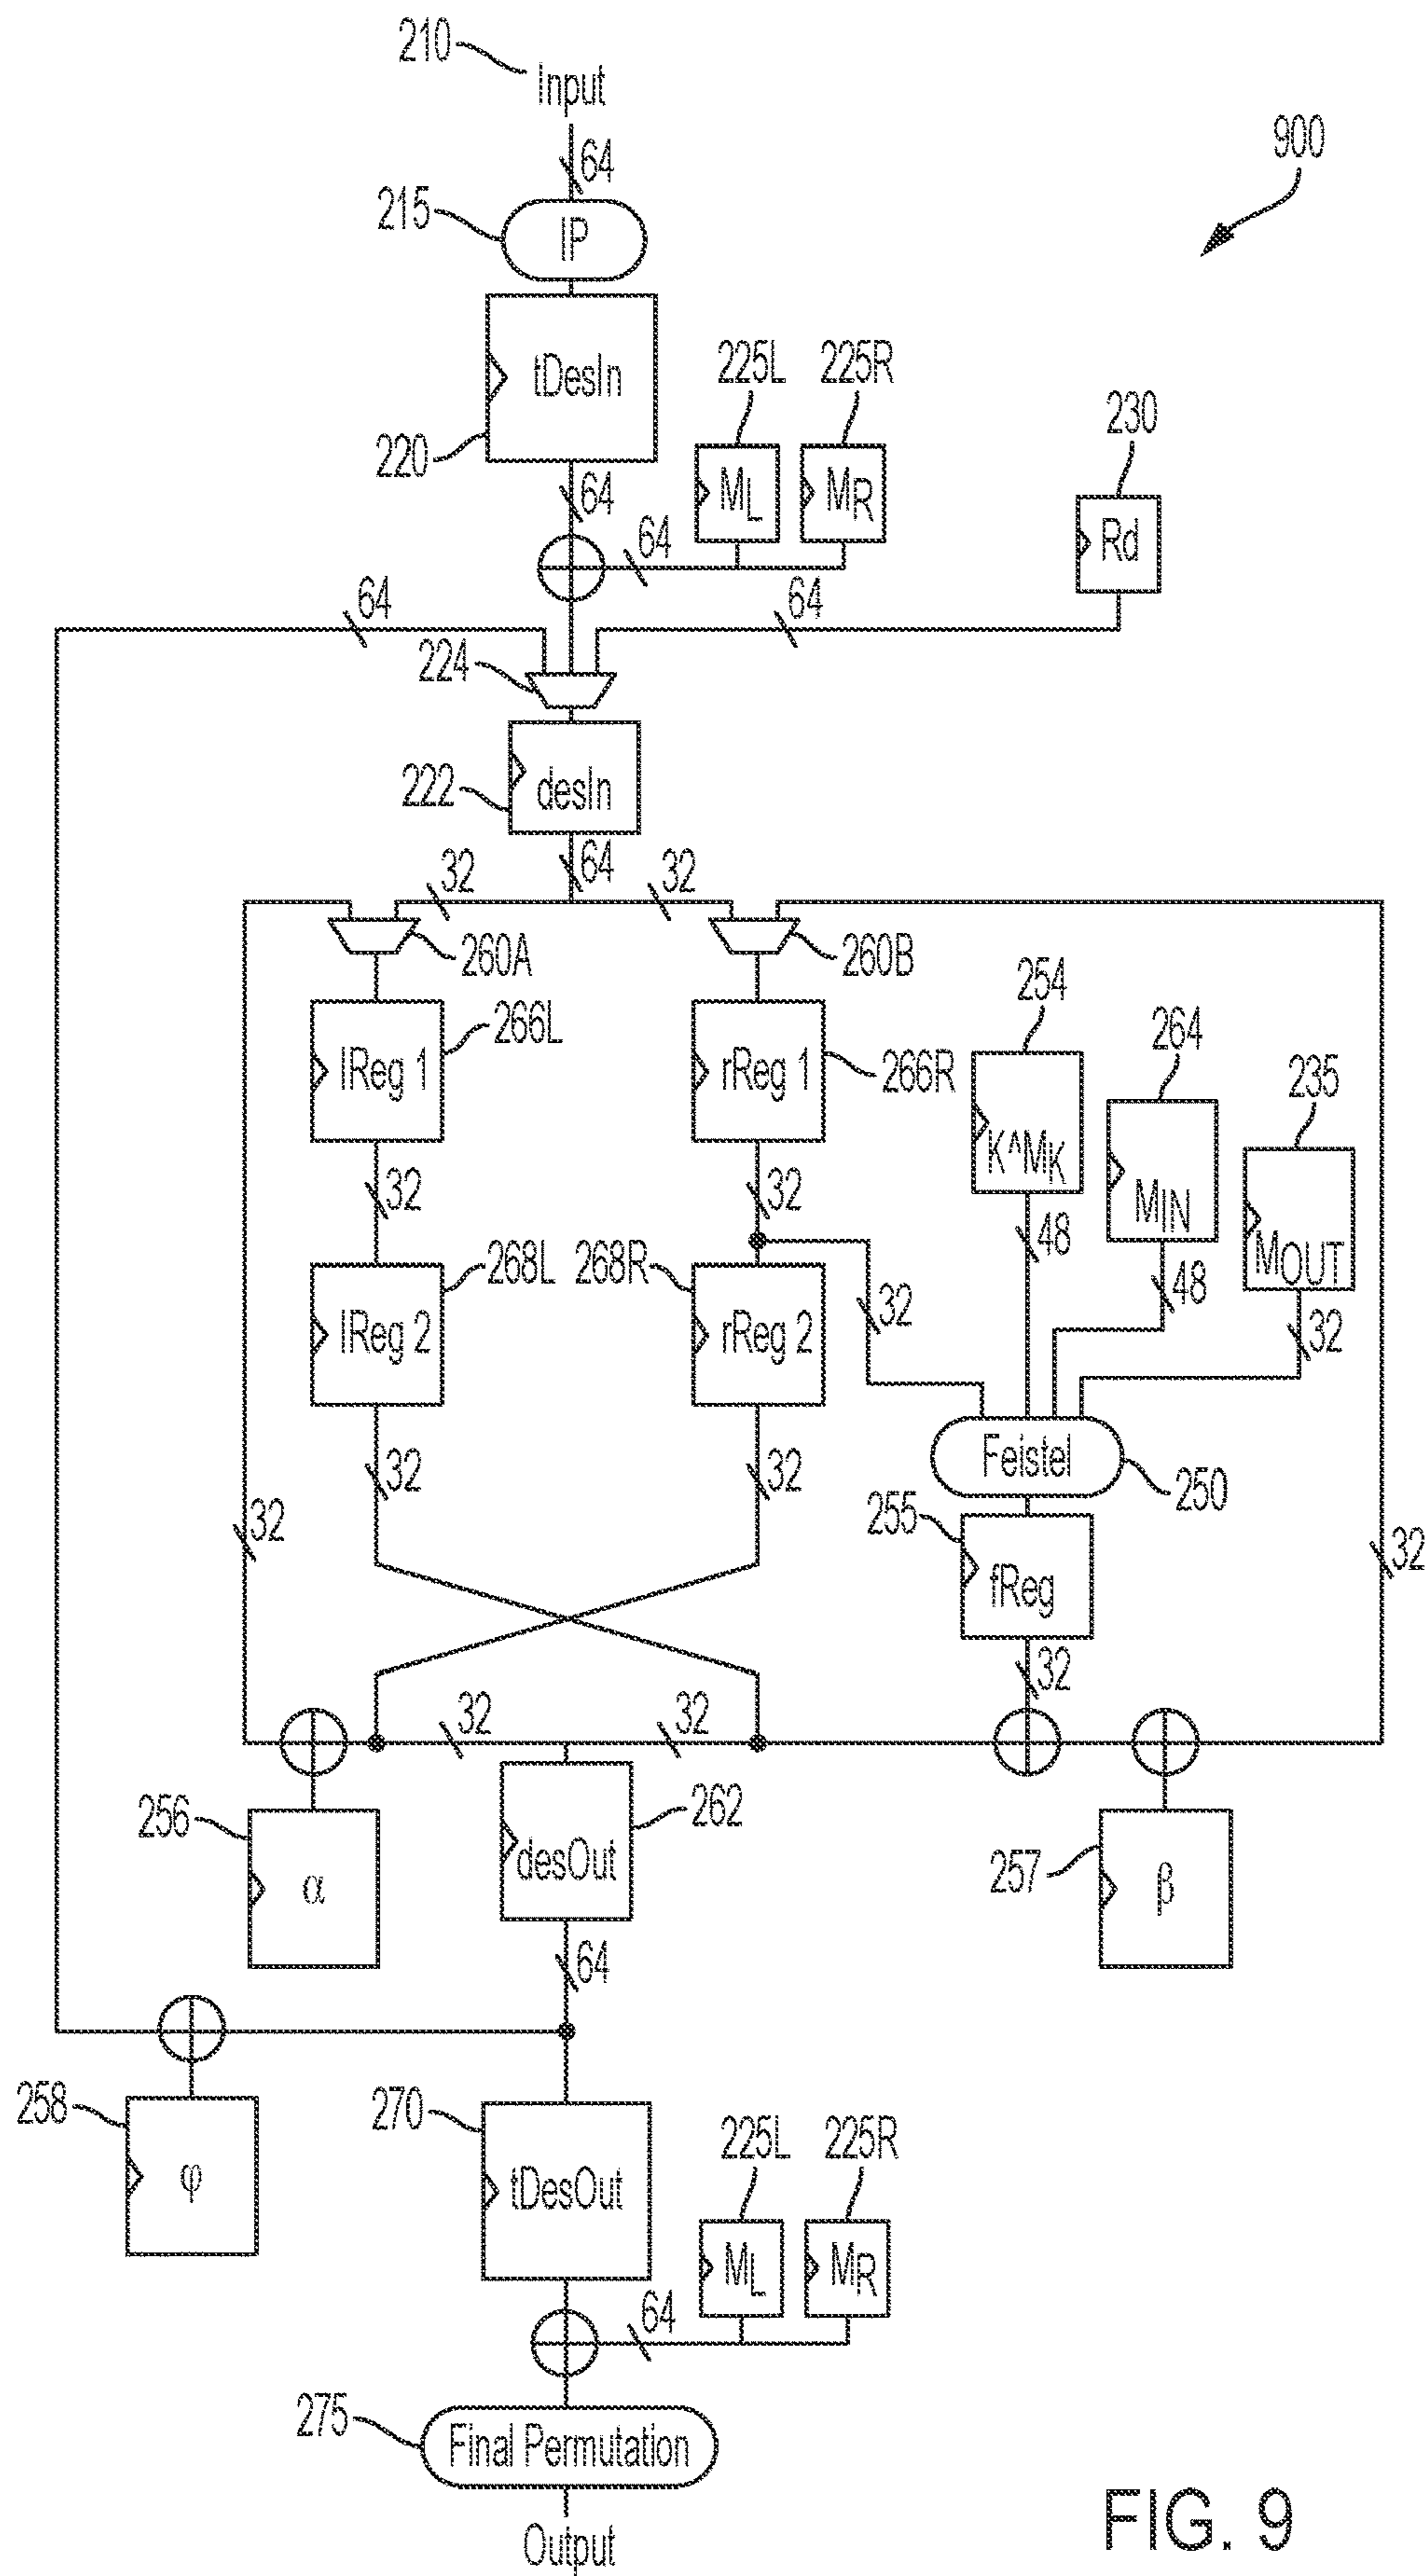 210
Input
900
64
215
IP
tDesIn
225L
225R
230
220
ML
MR
Rd
64
64
64
64
224
222
desIn
64
32
32
260A
260B
254
266L
264
lReg 1
rReg 1
266R
235
K^MK
MIN
32
32
48
MOUT
268L
268R
48
32
32
lReg 2
rReg 2
Feistel
32
32
250
255
32
32
fReg
32
32
32
256
262
desOut
257
α
β
64
258
270
225L
225R
φ
tDesOut
ML
MR
64
275
Final Permutation
Output
FIG. 9